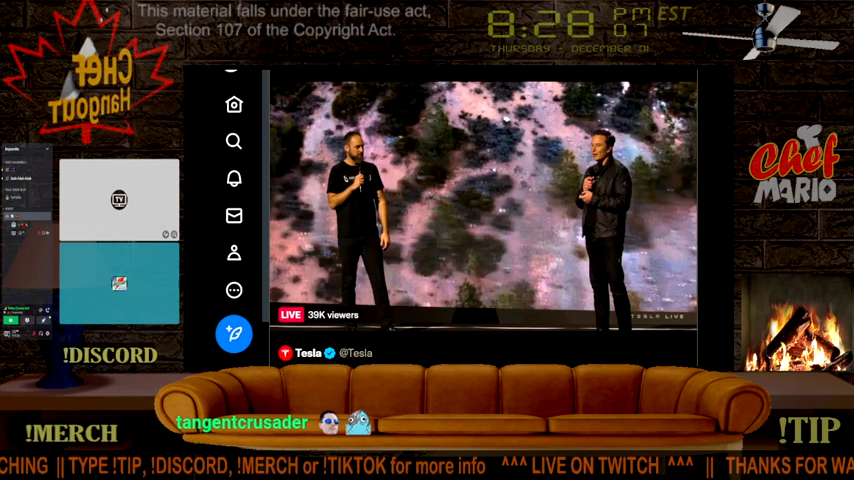 This material falls under the fair-use act,
Section 107 of the Copyright Act.
8:28 PM EST
07
THURSDAY - DECEMBER 01
CHEF
Hangout
Chef
MARIO
TV
LIVE 39K viewers
TESLA LIVE
Tesla @Tesla
!DISCORD
tangentcrusader
!MERCH
!TIP
CHING || TYPE !TIP, !DISCORD, !MERCH or !TIKTOK for more info ^^^ LIVE ON TWITCH ^^^ || THANKS FOR WA